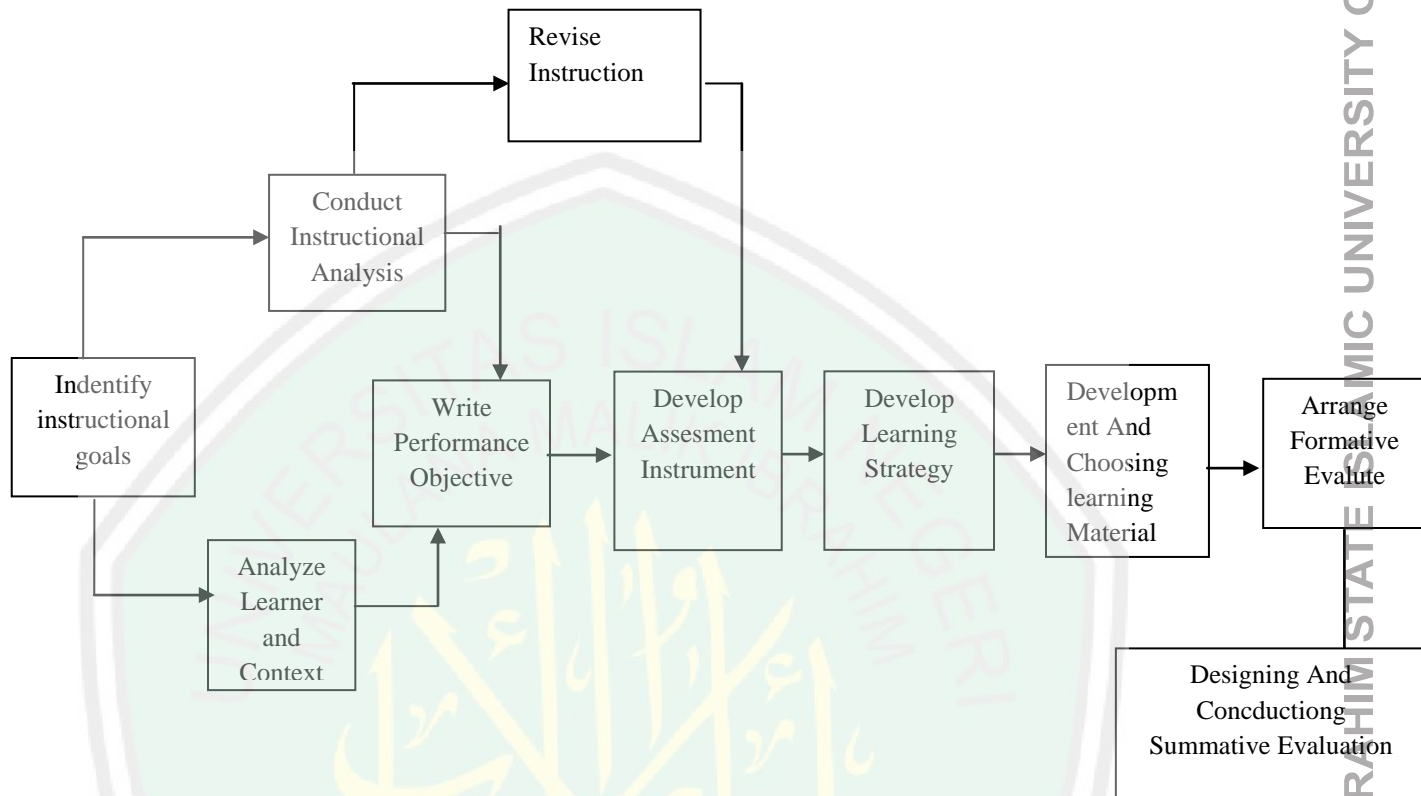 Revise
Instruction
Conduct
Instructional
Analysis
Indentify
instructional
goals
Write
Performance
Objective
Develop
Assesment
Instrument
Develop
Learning
Strategy
Developm
ent And
Choosing
learning
Material
Arrange
Formative
Evalute
Analyze
Learner
and
Context
Designing And
Concductiong
Summative Evaluation
UNIVERSITAS ISLAM NEGERI
MAULANA MALIK IBRAHIM
RAHIM STATE ISLAMIC UNIVERSITY O